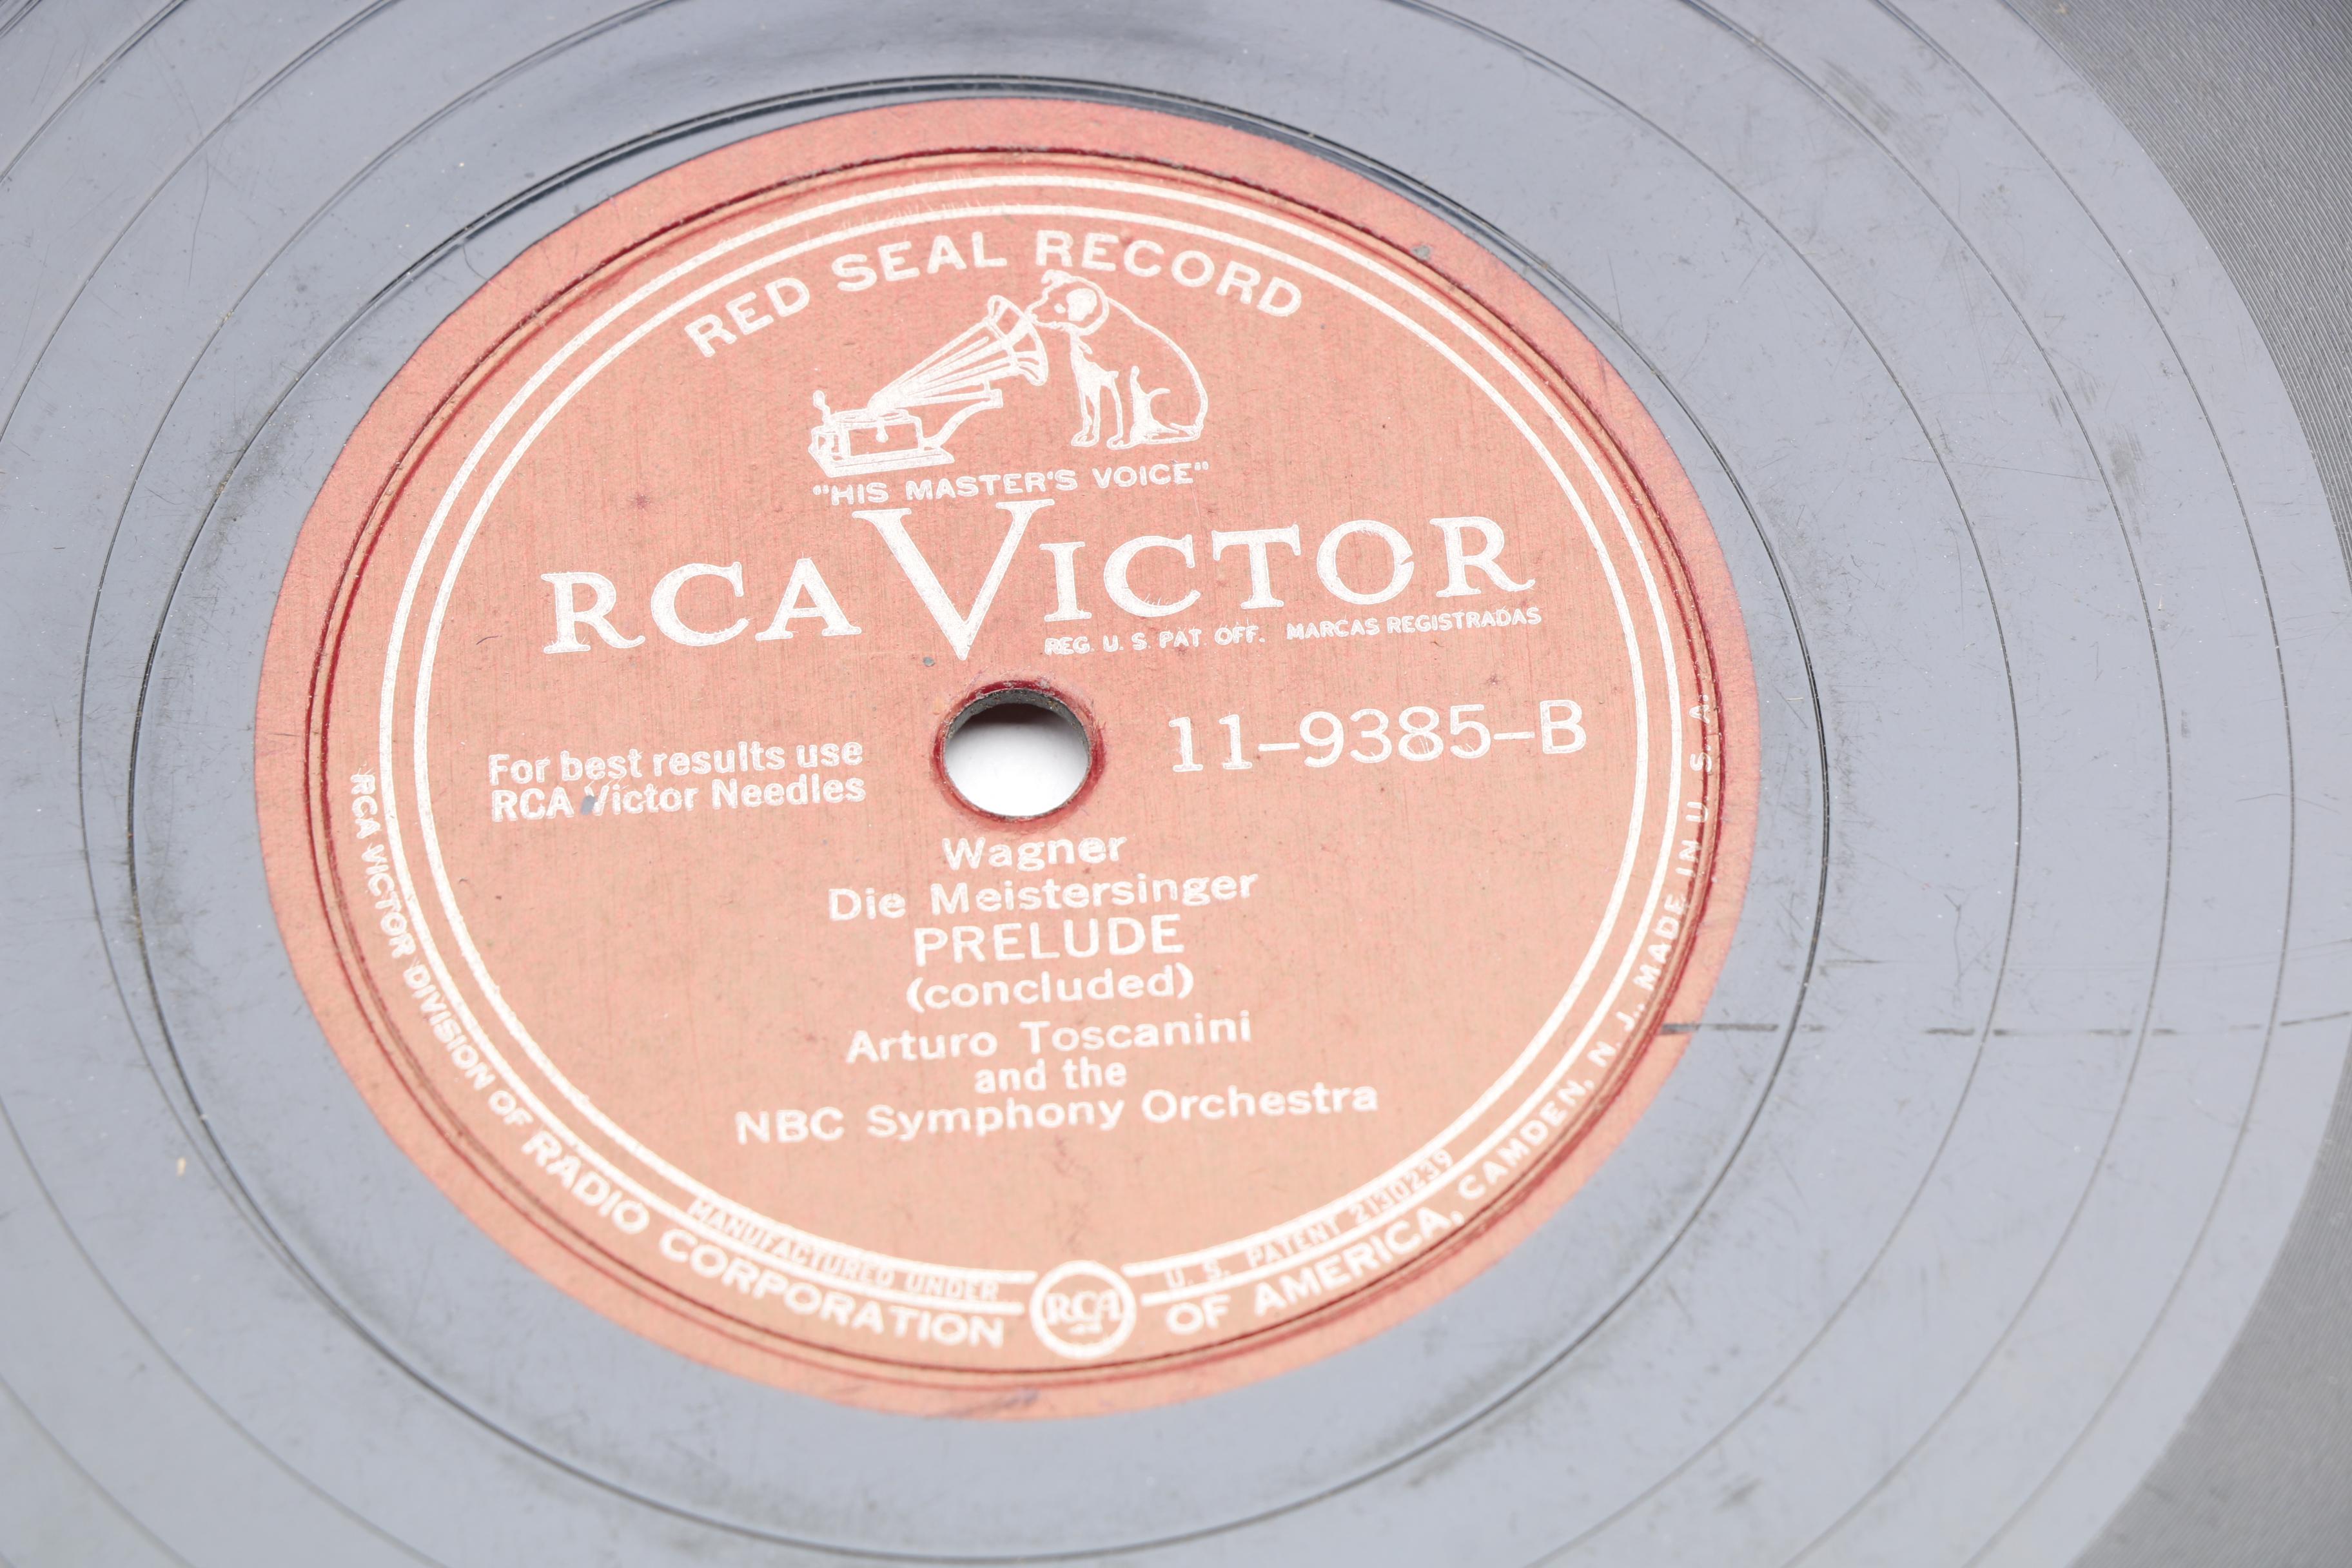 RED SEAL RECORD
"HIS MASTER'S VOICE"
RCA VICTOR
REG. U. S. PAT. OFF. MARCAS REGISTRADAS
For best results use
RCA Victor Needles
11-9385-B
Wagner
Die Meistersinger
PRELUDE
(concluded)
Arturo Toscanini
and the
NBC Symphony Orchestra
MANUFACTURED UNDER U. S. PATENT 2130239
RCA
RCA VICTOR DIVISION OF RADIO CORPORATION OF AMERICA, CAMDEN, N. J., MADE IN U. S. A.